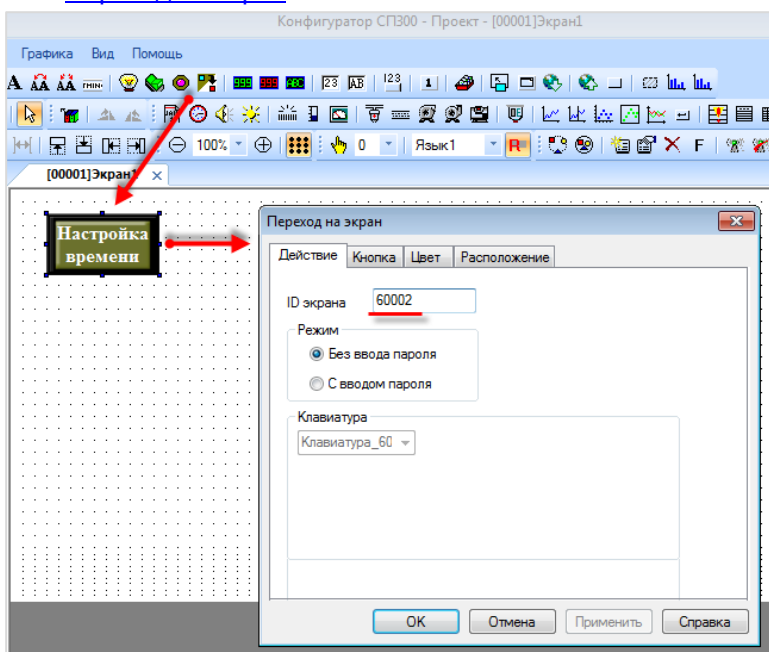 Конфигуратор СП300 - Проект - [00001]Экран1
Графика Вид Помощь
100% 0 Язык1 R F
[00001]Экран1
Настройка
времени
Переход на экран
Действие Кнопка Цвет Расположение
ID экрана 60002
Режим
Без ввода пароля
С вводом пароля
Клавиатура
Клавиатура_60
OK Отмена Применить Справка